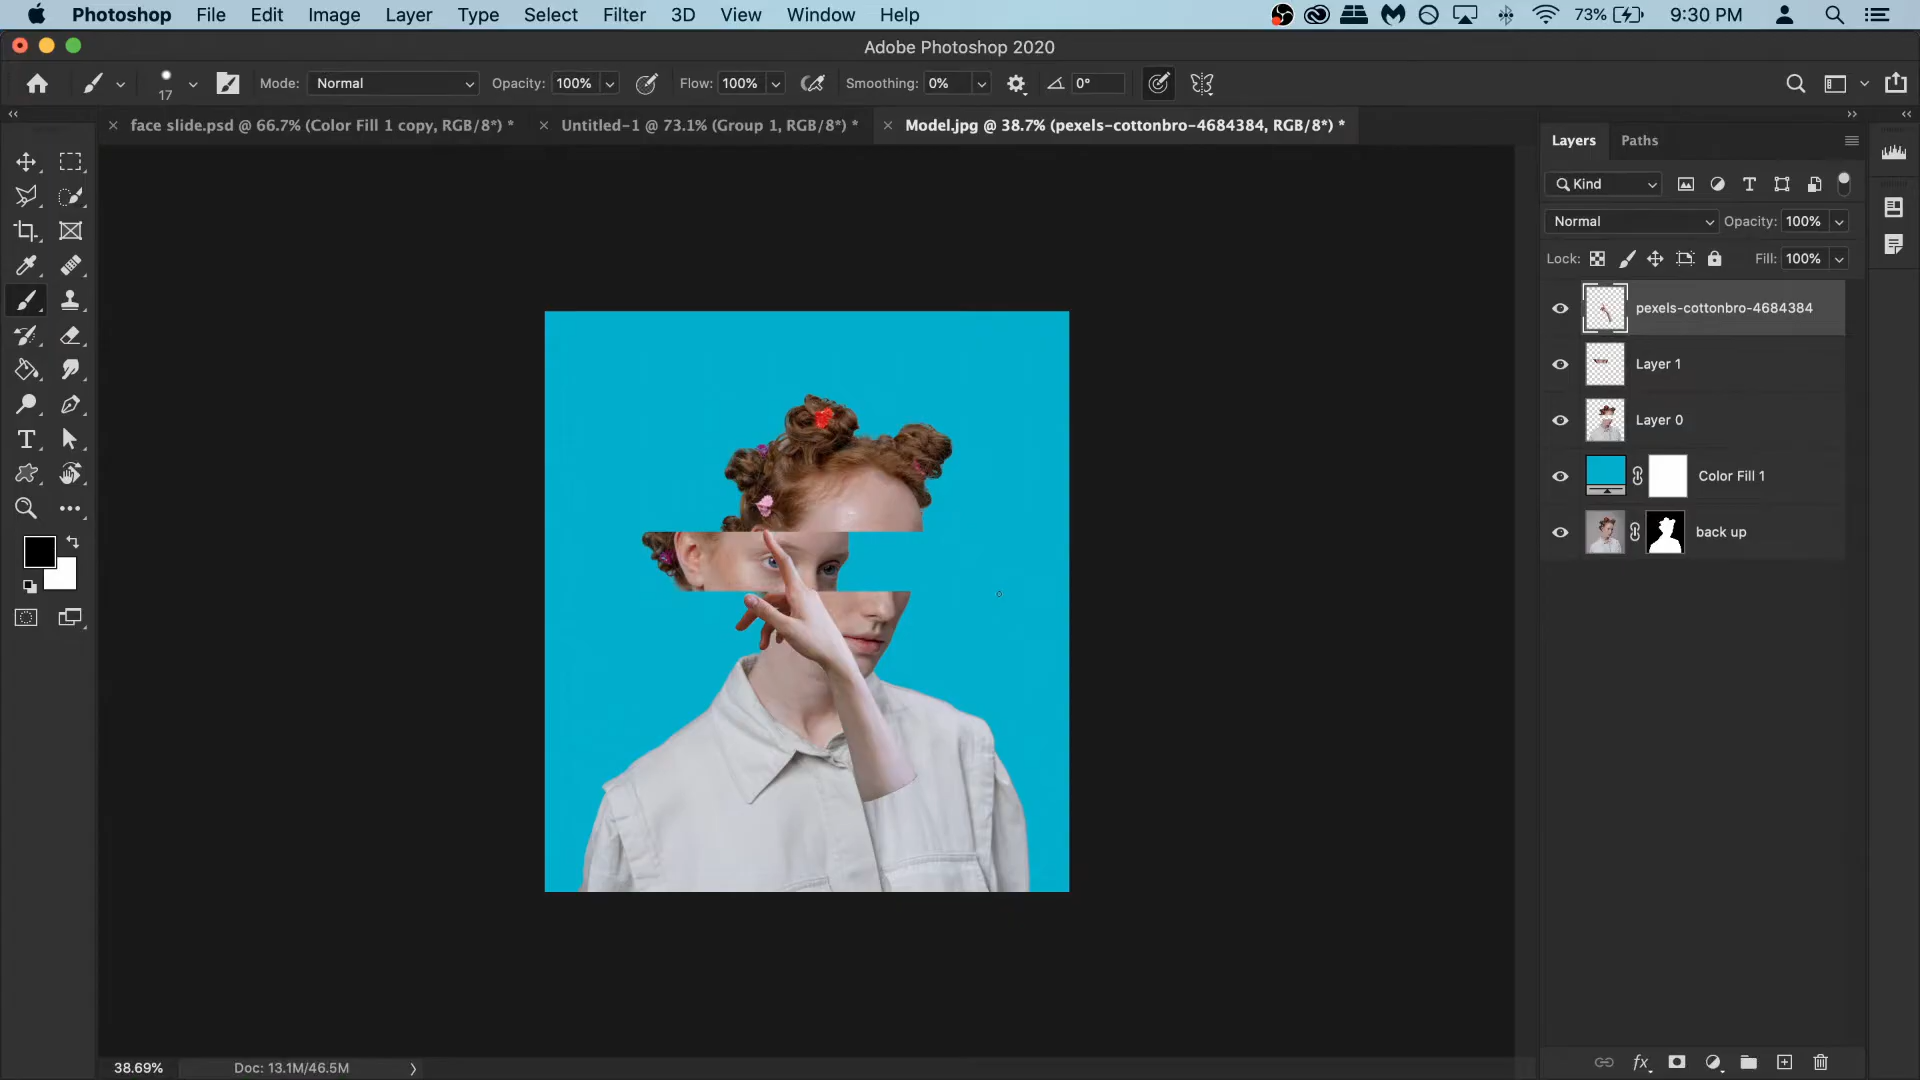 Photoshop File Edit Image Layer Type Select Filter 3D View Window Help 73% 9:30 PM
Adobe Photoshop 2020
17 Mode: Normal Opacity: 100% Flow: 100% Smoothing: 0% 0°
face slide.psd @ 66.7% (Color Fill 1 copy, RGB/8*) * Untitled-1 @ 73.1% (Group 1, RGB/8*) * Model.jpg @ 38.7% (pexels-cottonbro-4684384, RGB/8*) *
Layers Paths
Kind
Normal Opacity: 100%
Lock: Fill: 100%
pexels-cottonbro-4684384
Layer 1
Layer 0
Color Fill 1
back up
38.69% Doc: 13.1M/46.5M